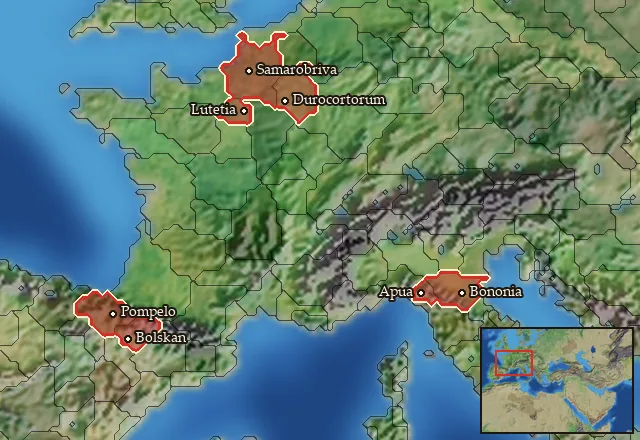 Samarobriva
Durocortorum
Lutetia
Apua
Bononia
Pompelo
Bolskan